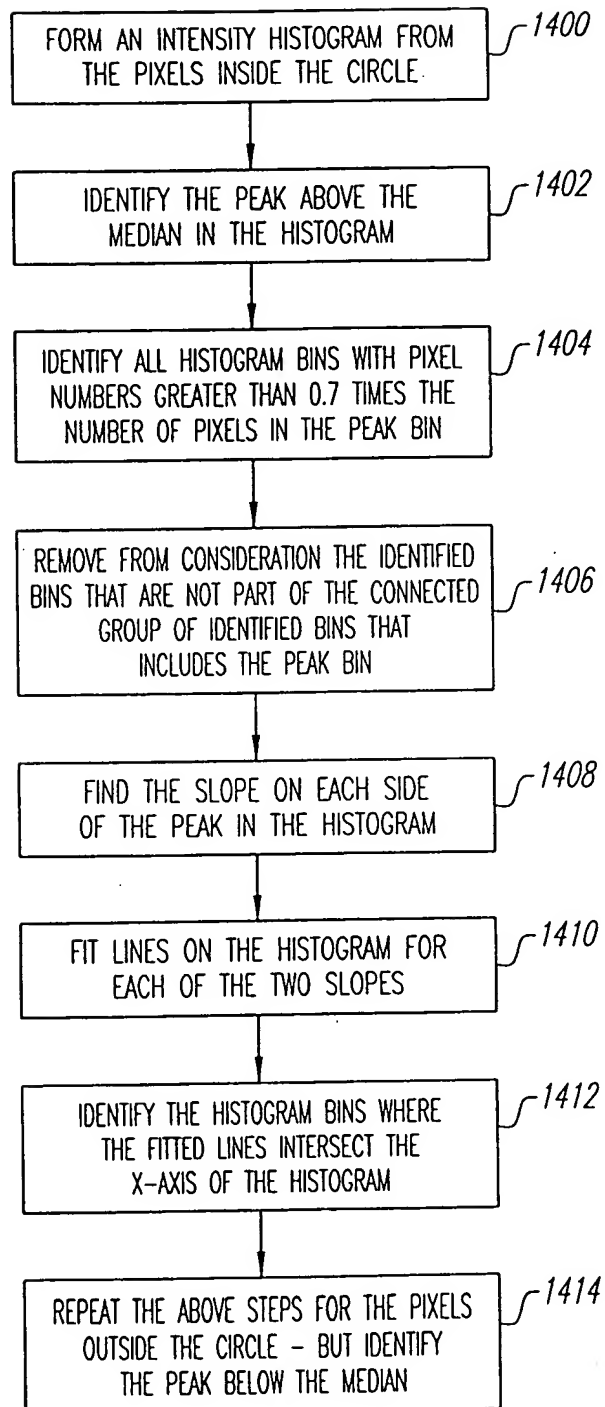 FORM AN INTENSITY HISTOGRAM FROM
THE PIXELS INSIDE THE CIRCLE
1400
IDENTIFY THE PEAK ABOVE THE
MEDIAN IN THE HISTOGRAM
1402
IDENTIFY ALL HISTOGRAM BINS WITH PIXEL
NUMBERS GREATER THAN 0.7 TIMES THE
NUMBER OF PIXELS IN THE PEAK BIN
1404
REMOVE FROM CONSIDERATION THE IDENTIFIED
BINS THAT ARE NOT PART OF THE CONNECTED
GROUP OF IDENTIFIED BINS THAT
INCLUDES THE PEAK BIN
1406
FIND THE SLOPE ON EACH SIDE
OF THE PEAK IN THE HISTOGRAM
1408
FIT LINES ON THE HISTOGRAM FOR
EACH OF THE TWO SLOPES
1410
IDENTIFY THE HISTOGRAM BINS WHERE
THE FITTED LINES INTERSECT THE
X-AXIS OF THE HISTOGRAM
1412
REPEAT THE ABOVE STEPS FOR THE PIXELS
OUTSIDE THE CIRCLE – BUT IDENTIFY
THE PEAK BELOW THE MEDIAN
1414